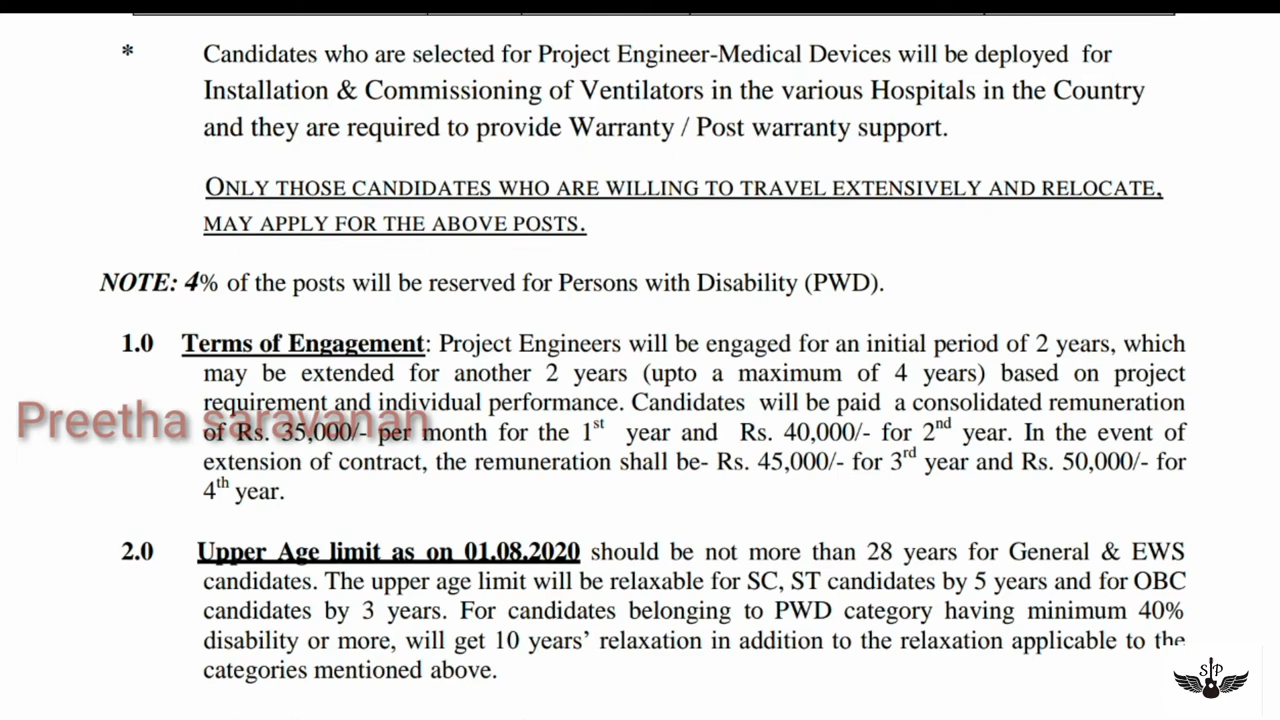 * Candidates who are selected for Project Engineer-Medical Devices will be deployed for
Installation & Commissioning of Ventilators in the various Hospitals in the Country
and they are required to provide Warranty / Post warranty support.
ONLY THOSE CANDIDATES WHO ARE WILLING TO TRAVEL EXTENSIVELY AND RELOCATE,
MAY APPLY FOR THE ABOVE POSTS.
NOTE: 4% of the posts will be reserved for Persons with Disability (PWD).
1.0 Terms of Engagement: Project Engineers will be engaged for an initial period of 2 years, which
may be extended for another 2 years (upto a maximum of 4 years) based on project
requirement and individual performance. Candidates will be paid a consolidated remuneration
Preetha saravanan
of Rs. 35,000/- per month for the 1st year and Rs. 40,000/- for 2nd year. In the event of
extension of contract, the remuneration shall be- Rs. 45,000/- for 3rd year and Rs. 50,000/- for
4th year.
2.0 Upper Age limit as on 01.08.2020 should be not more than 28 years for General & EWS
candidates. The upper age limit will be relaxable for SC, ST candidates by 5 years and for OBC
candidates by 3 years. For candidates belonging to PWD category having minimum 40%
disability or more, will get 10 years’ relaxation in addition to the relaxation applicable to the
categories mentioned above.
SP